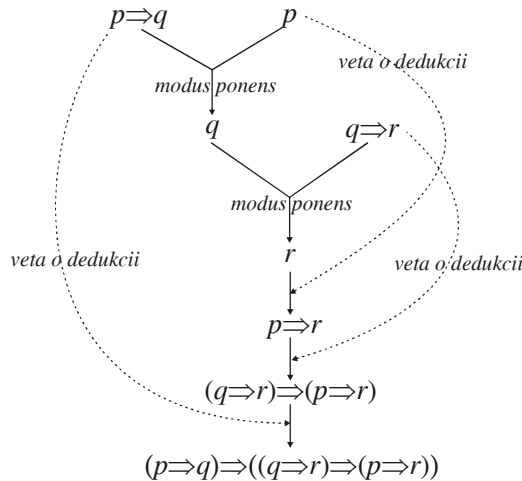 p⇒q p
veta o dedukcii
modus ponens
q q⇒r
modus ponens
r
veta o dedukcii veta o dedukcii
p⇒r
(q⇒r)⇒(p⇒r)
(p⇒q)⇒((q⇒r)⇒(p⇒r))